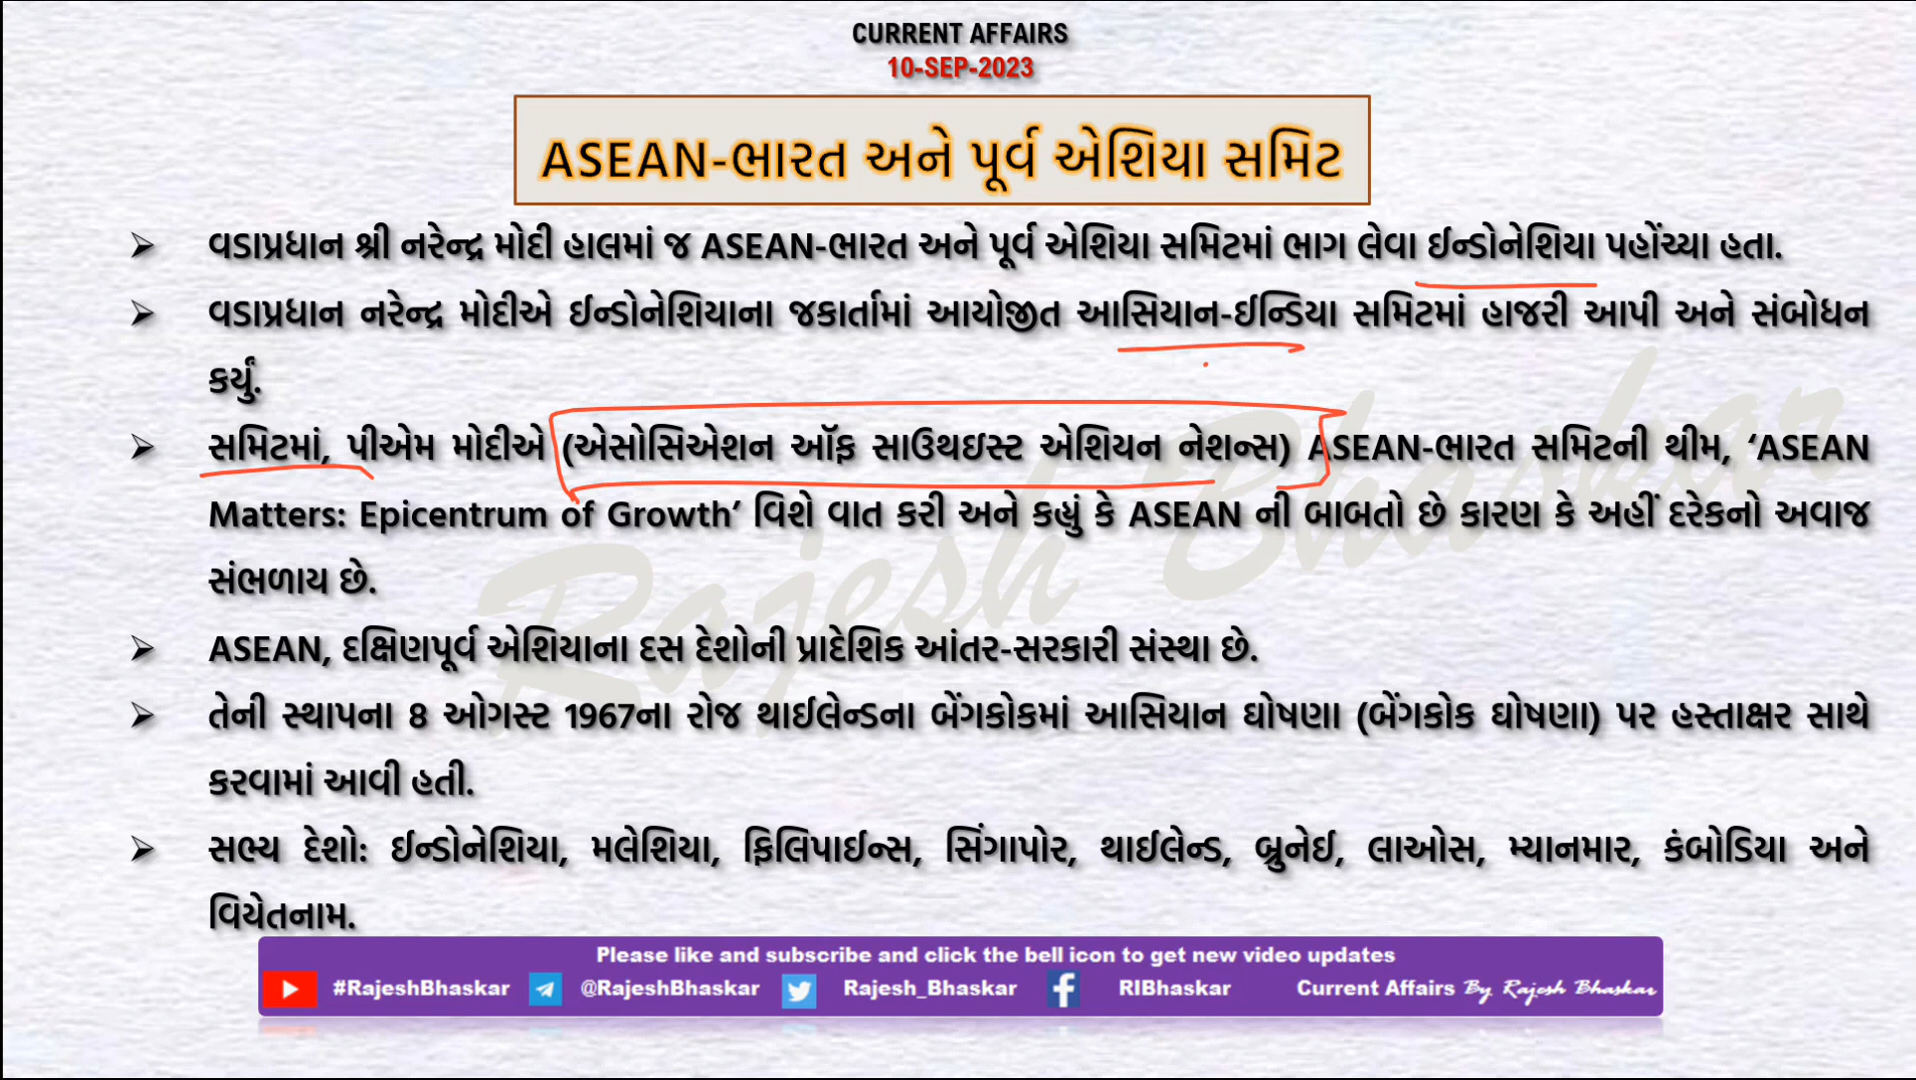 CURRENT AFFAIRS
10-SEP-2023
ASEAN-ભારત અને પૂર્વ એશિયા સમિટ
➢ વડાપ્રધાન શ્રી નરેન્દ્ર મોદી હાલમાં જ ASEAN-ભારત અને પૂર્વ એશિયા સમિટમાં ભાગ લેવા ઈન્ડોનેશિયા પહોંચ્યા હતા.
➢ વડાપ્રધાન નરેન્દ્ર મોદીએ ઈન્ડોનેશિયાના જકાર્તામાં આયોજીત આસિયાન-ઈન્ડિયા સમિટમાં હાજરી આપી અને સંબોધન
કર્યું.
➢ સમિટમાં, પીએમ મોદીએ (એસોસિએશન ઑફ સાઉથઇસ્ટ એશિયન નેશન્સ) ASEAN-ભારત સમિટની થીમ, ‘ASEAN
Matters: Epicentrum of Growth’ વિશે વાત કરી અને કહ્યું કે ASEAN ની બાબતો છે કારણ કે અહીં દરેકનો અવાજ
સંભળાય છે.
➢ ASEAN, દક્ષિણપૂર્વ એશિયાના દસ દેશોની પ્રાદેશિક આંતર-સરકારી સંસ્થા છે.
➢ તેની સ્થાપના 8 ઓગસ્ટ 1967ના રોજ થાઈલેન્ડના બેંગકોકમાં આસિયાન ઘોષણા (બેંગકોક ઘોષણા) પર હસ્તાક્ષર સાથે
કરવામાં આવી હતી.
➢ સભ્ય દેશો: ઈન્ડોનેશિયા, મલેશિયા, ફિલિપાઈન્સ, સિંગાપોર, થાઈલેન્ડ, બ્રુનેઈ, લાઓસ, મ્યાનમાર, કંબોડિયા અને
વિયેતનામ.
Rajesh Bhaskar
Please like and subscribe and click the bell icon to get new video updates
#RajeshBhaskar @RajeshBhaskar Rajesh_Bhaskar RIBhaskar Current Affairs By Rajesh Bhaskar